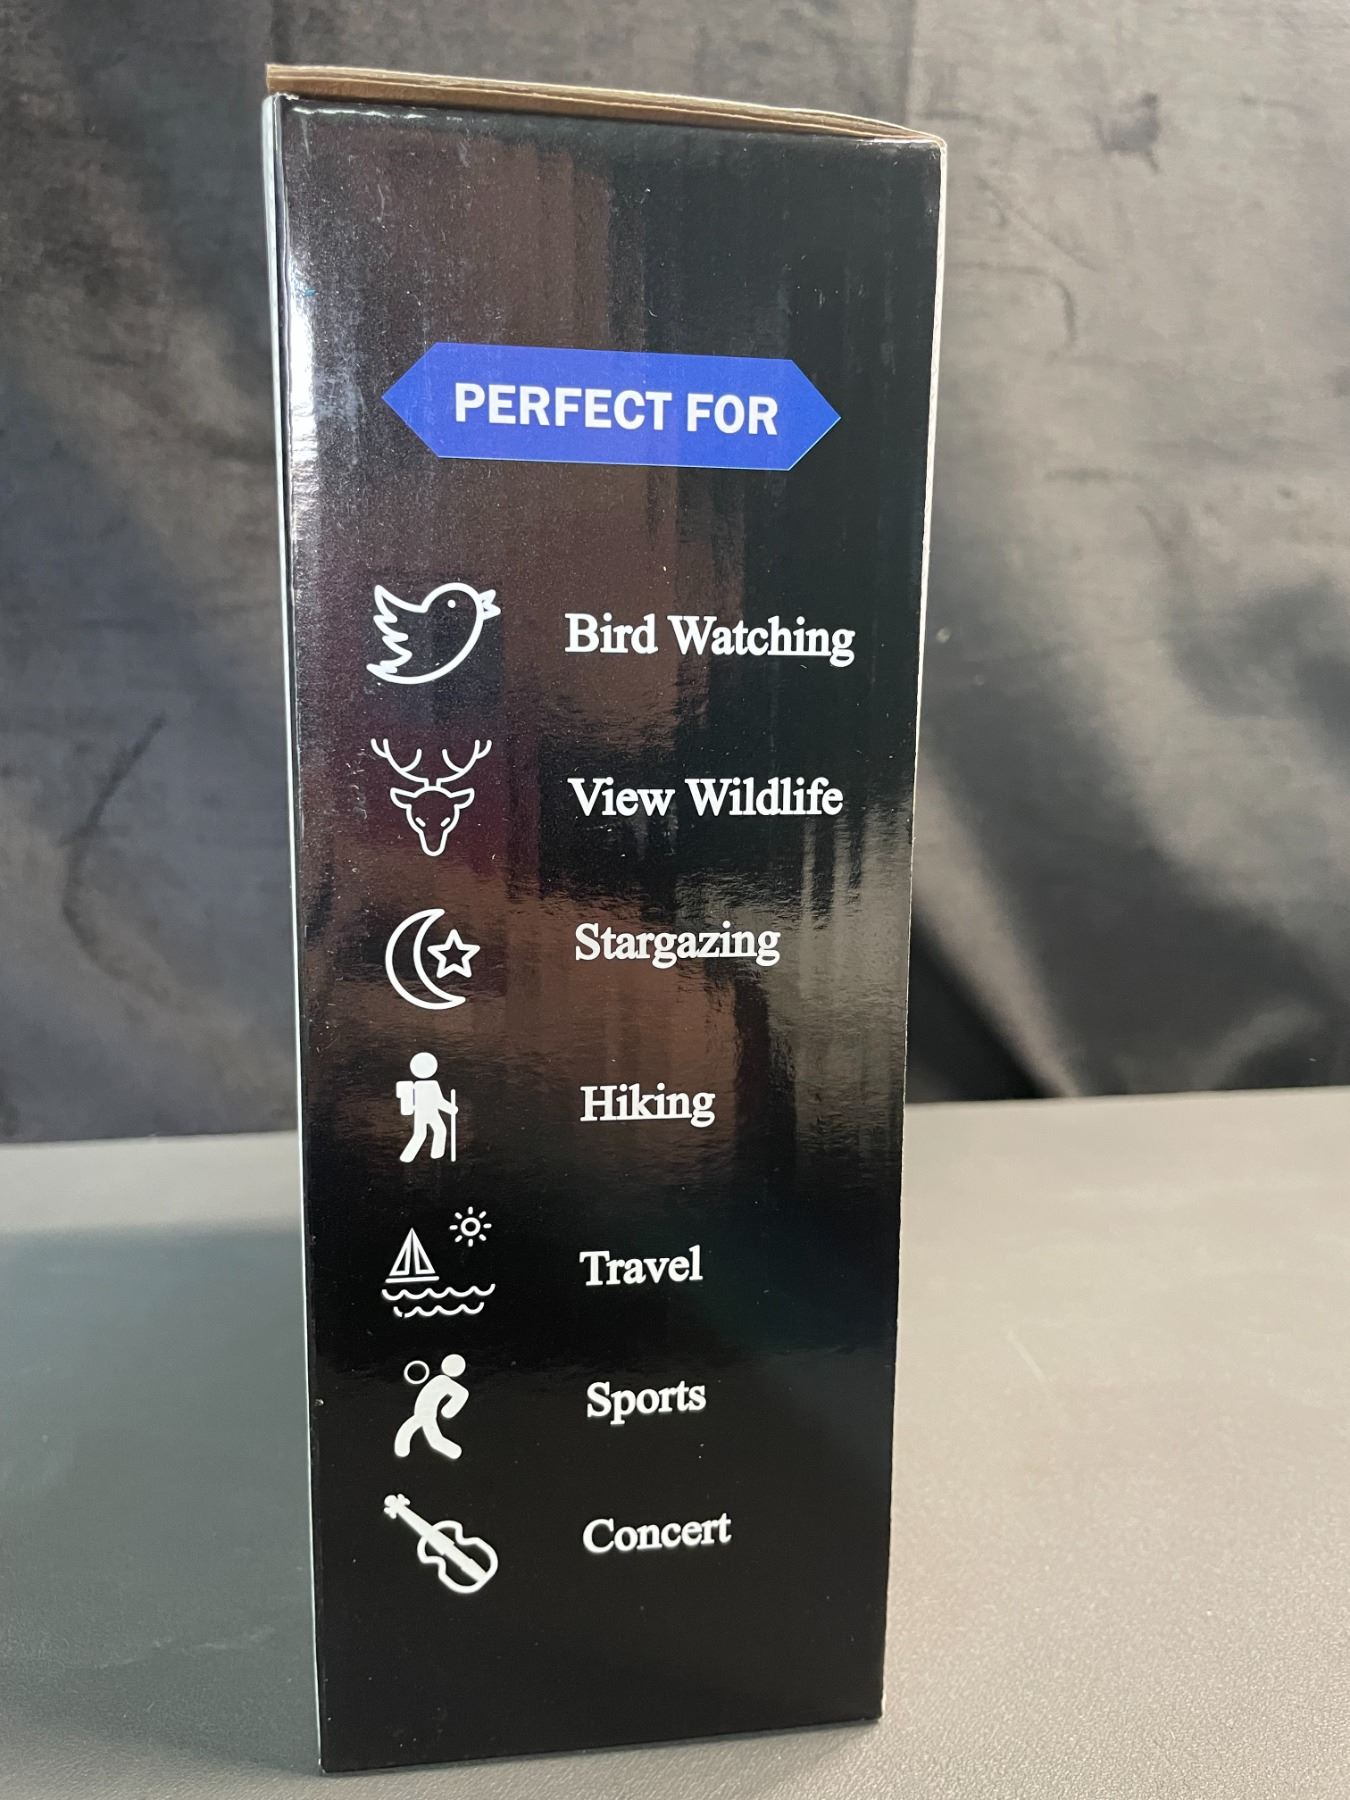 PERFECT FOR
Bird Watching
View Wildlife
Stargazing
Hiking
Travel
Sports
Concert